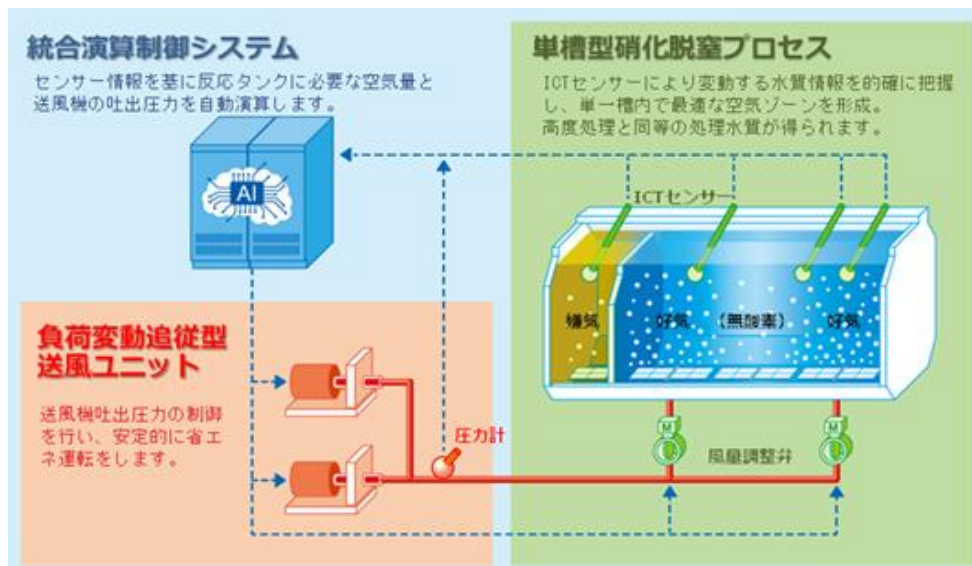 統合演算制御システム
センサー情報を基に反応タンクに必要な空気量と
送風機の吐出圧力を自動演算します。
AI
負荷変動追従型
送風ユニット
送風機吐出圧力の制御
を行い、安定的に省エ
ネ運転をします。
圧力計
単槽型硝化脱窒プロセス
ICTセンサーにより変動する水質情報を的確に把握
し、単一槽内で最適な空気ゾーンを形成。
高度処理と同等の処理水質が得られます。
ICTセンサー
嫌気
好気
(無酸素)
好気
M
M
風量調整弁